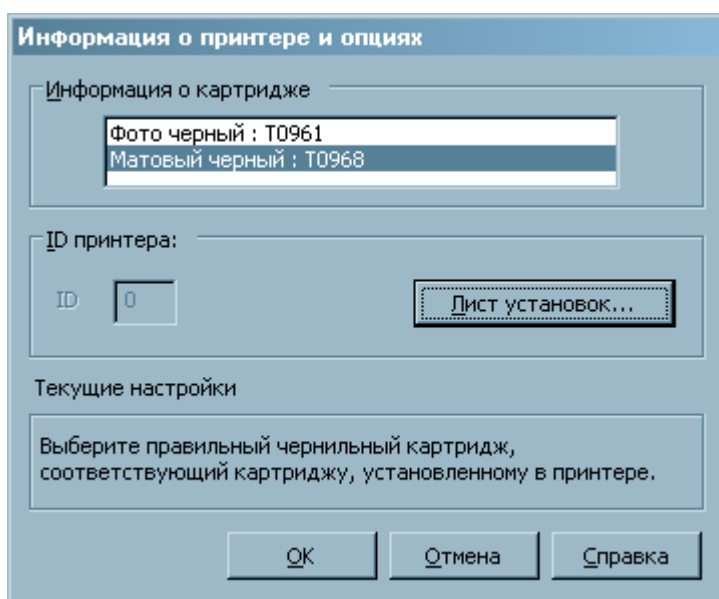 Информация о принтере и опциях
Информация о картридже
Фото черный : T0961
Матовый черный : T0968
ID принтера:
ID 0 Лист установок...
Текущие настройки
Выберите правильный чернильный картридж,
соответствующий картриджу, установленному в принтере.
OK Отмена Справка